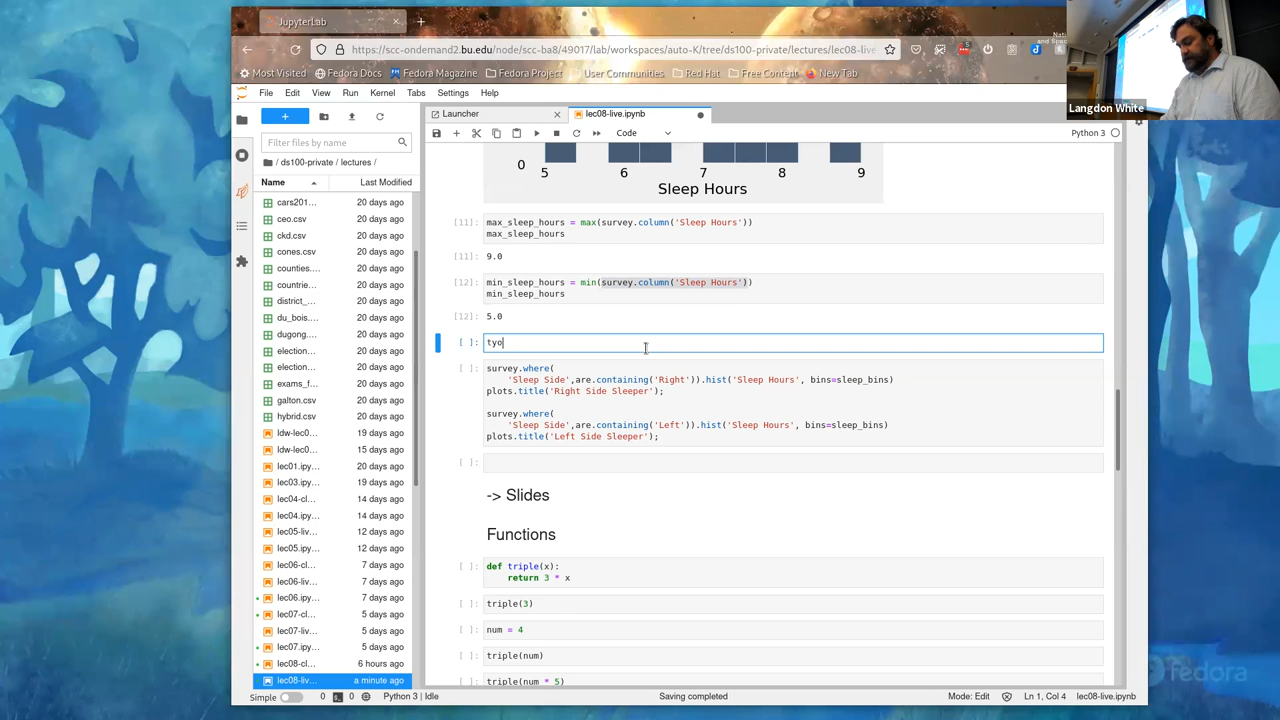 JupyterLab
https://scc-ondemand2.bu.edu/node/scc-ba8/49017/lab/workspaces/auto-K/tree/ds100-private/lectures/lec08-live
5
Most Visited Fedora Docs Fedora Magazine Fedora Project User Communities Red Hat Free Content New Tab
Langdon White
File Edit View Run Kernel Tabs Settings Help
Launcher
lec08-live.ipynb
Code
Python 3
Filter files by name
/ ds100-private / lectures /
Name Last Modified
cars201... 20 days ago
ceo.csv 20 days ago
ckd.csv 20 days ago
cones.csv 20 days ago
counties.... 20 days ago
countrie... 20 days ago
district_... 20 days ago
du_bois.... 20 days ago
dugong.... 20 days ago
election... 20 days ago
election... 20 days ago
exams_f... 20 days ago
galton.csv 20 days ago
hybrid.csv 20 days ago
ldw-lec0... 19 days ago
ldw-lec0... 15 days ago
lec01.ipy... 20 days ago
lec03.ipy... 19 days ago
lec04-cl... 14 days ago
lec04.ipy... 14 days ago
lec05-liv... 12 days ago
lec05.ipy... 12 days ago
lec06-cl... 7 days ago
lec06-liv... 7 days ago
lec06.ipy... 7 days ago
lec07-cl... 5 days ago
lec07-liv... 5 days ago
lec07.ipy... 5 days ago
lec08-cl... 6 hours ago
lec08-liv... a minute ago
0
5 6 7 8 9
Sleep Hours
[11]: max_sleep_hours = max(survey.column('Sleep Hours'))
max_sleep_hours
[11]: 9.0
[12]: min_sleep_hours = min(survey.column('Sleep Hours'))
min_sleep_hours
[12]: 5.0
[ ]: tyo
[ ]: survey.where(
'Sleep Side',are.containing('Right')).hist('Sleep Hours', bins=sleep_bins)
plots.title('Right Side Sleeper');
survey.where(
'Sleep Side',are.containing('Left')).hist('Sleep Hours', bins=sleep_bins)
plots.title('Left Side Sleeper');
[ ]:
-> Slides
Functions
[ ]: def triple(x):
return 3 * x
[ ]: triple(3)
[ ]: num = 4
[ ]: triple(num)
[ ]: triple(num * 5)
Simple 0 0 Python 3 | Idle Saving completed Mode: Edit Ln 1, Col 4 lec08-live.ipynb
fedora